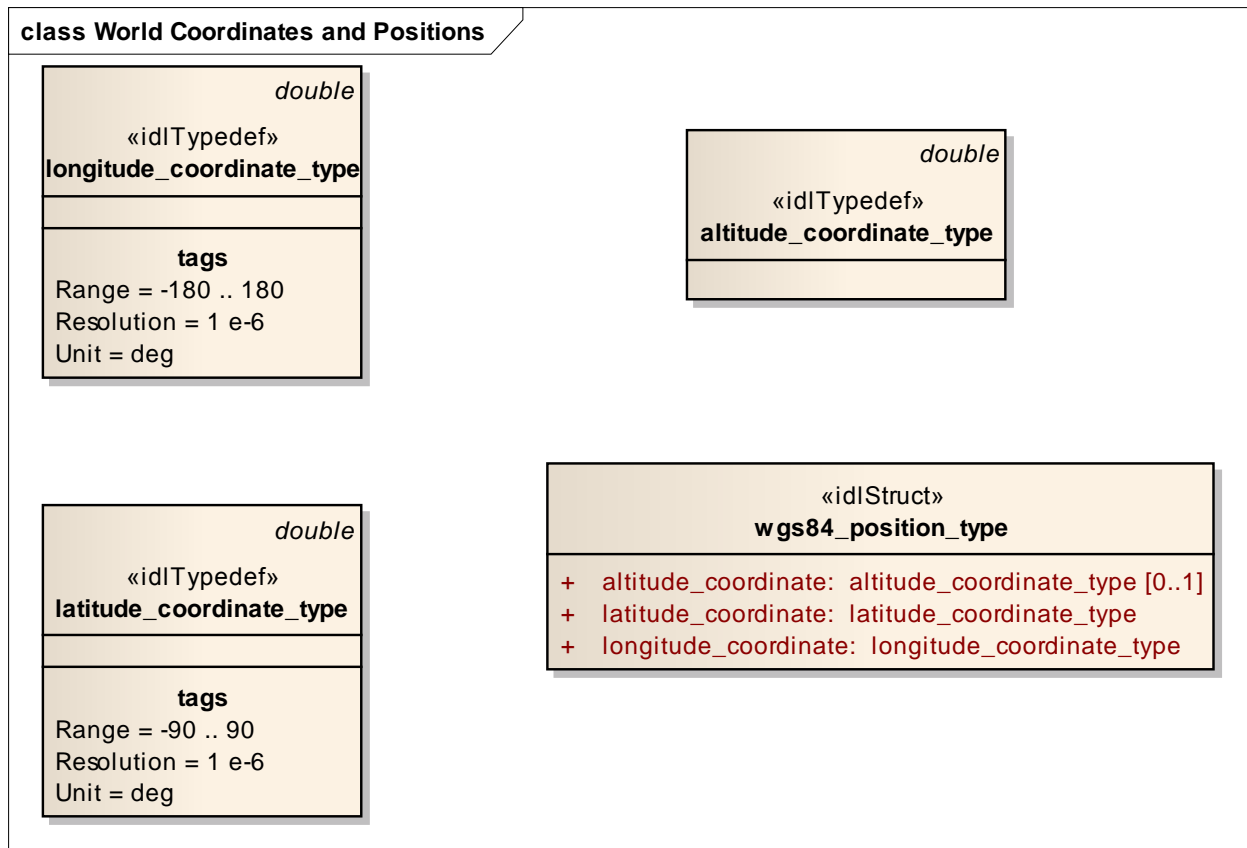 class World Coordinates and Positions
double
«idlTypedef»
longitude_coordinate_type
tags
Range = -180 .. 180
Resolution = 1 e-6
Unit = deg
double
«idlTypedef»
altitude_coordinate_type
double
«idlTypedef»
latitude_coordinate_type
tags
Range = -90 .. 90
Resolution = 1 e-6
Unit = deg
«idlStruct»
wgs84_position_type
+ altitude_coordinate: altitude_coordinate_type [0..1]
+ latitude_coordinate: latitude_coordinate_type
+ longitude_coordinate: longitude_coordinate_type